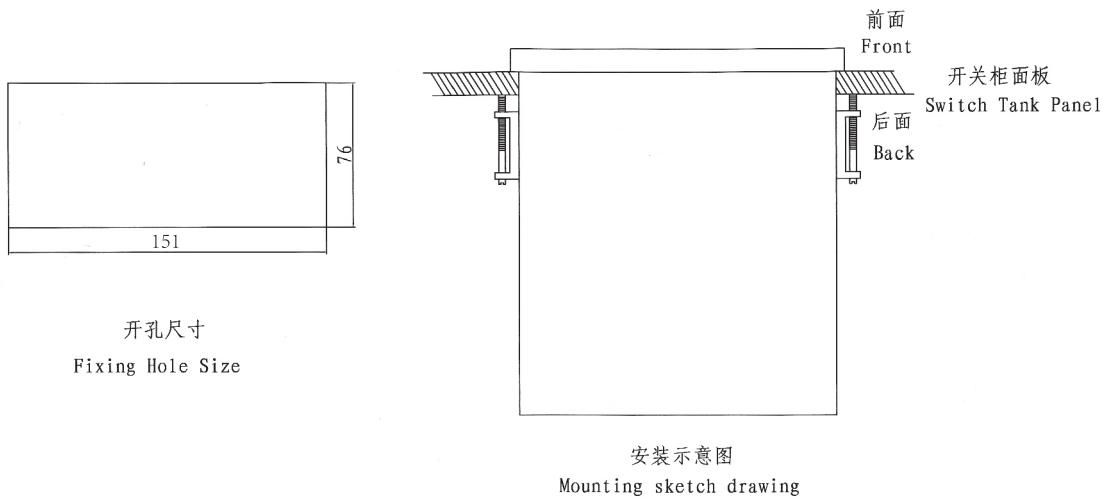 76
151
开孔尺寸
Fixing Hole Size
前面
Front
开关柜面板
Switch Tank Panel
后面
Back
安装示意图
Mounting sketch drawing